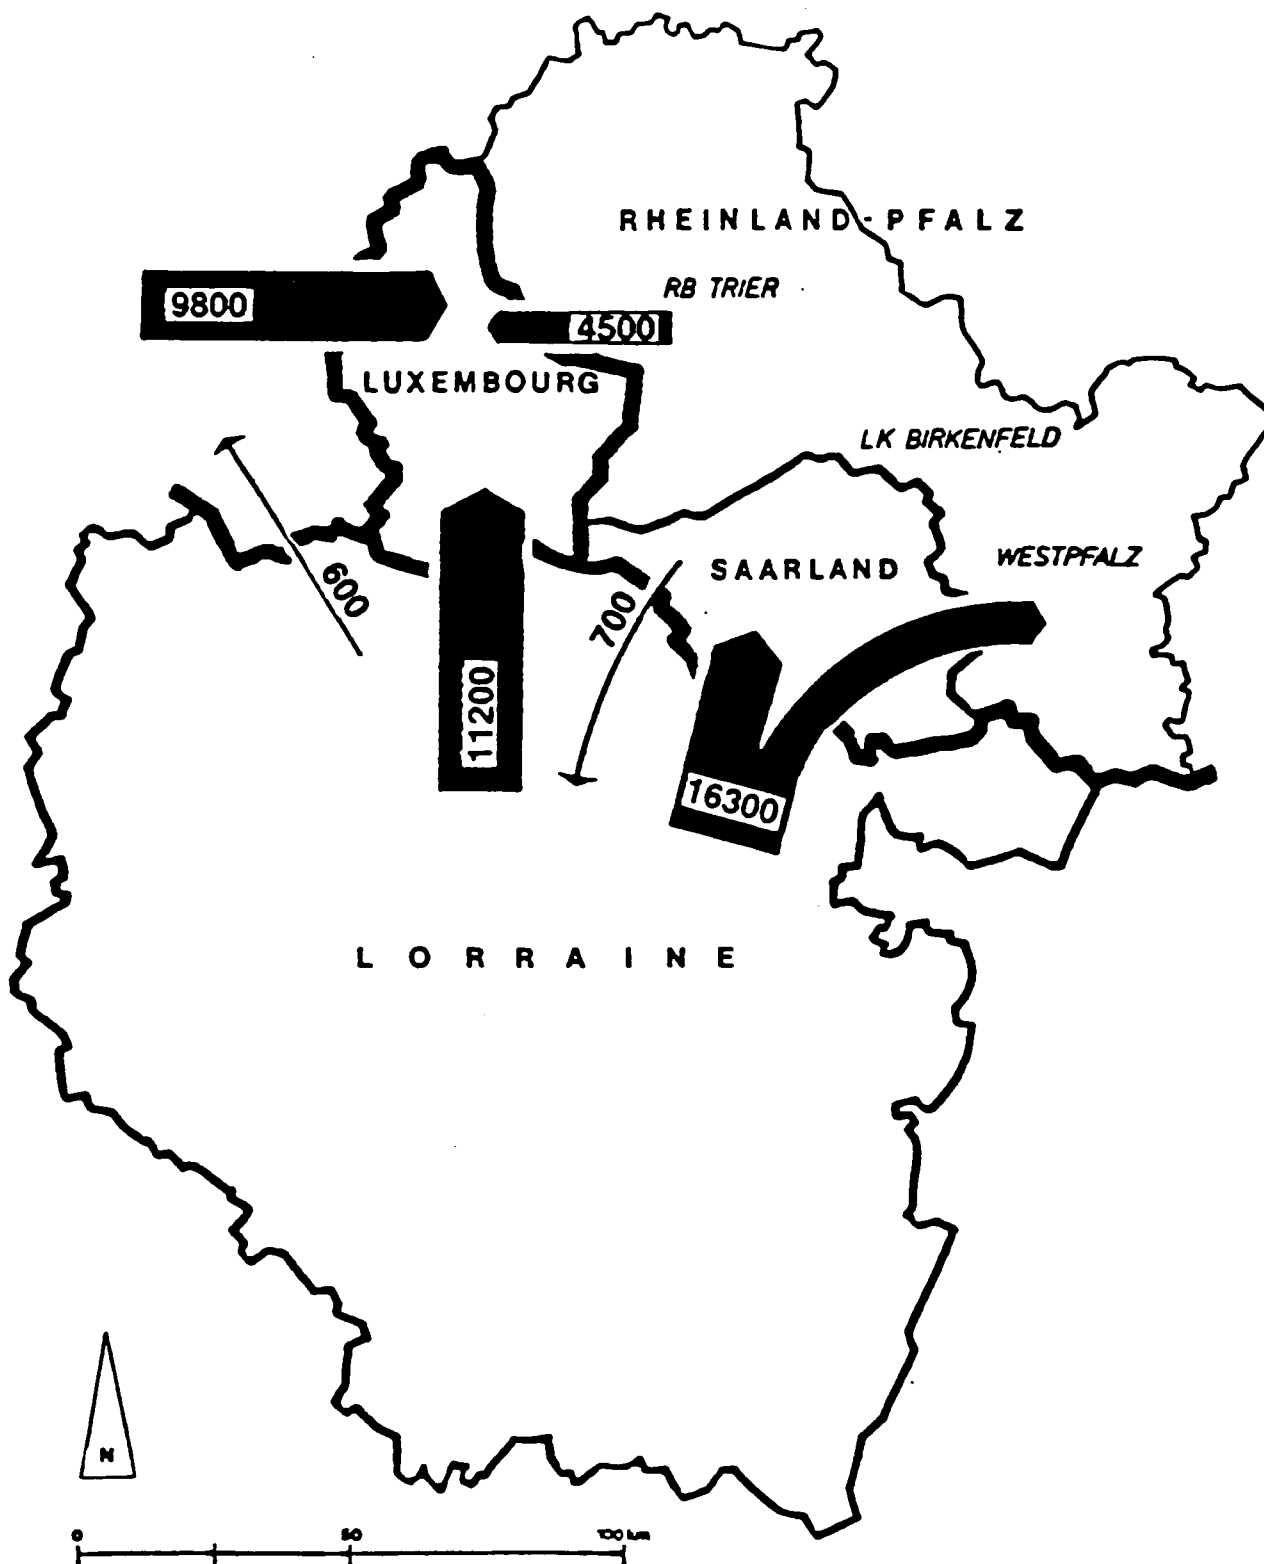 RHEINLAND-PFALZ
RB TRIER
9800
4500
LUXEMBOURG
LK BIRKENFELD
WESTPFALZ
SAARLAND
600
700
11200
16300
LORRAINE
N
0 50 100 km